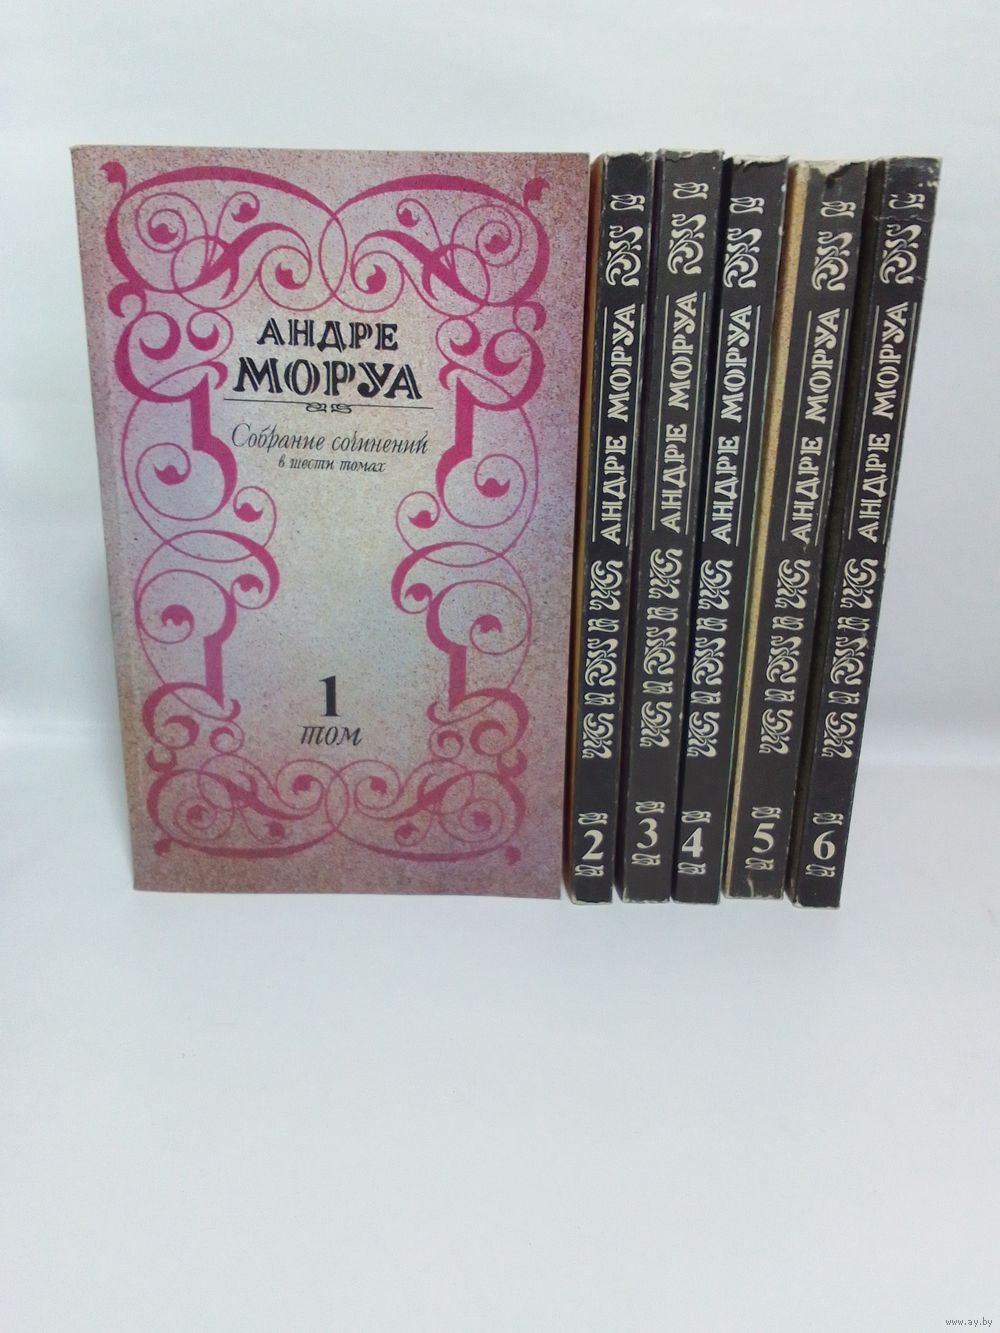 АНДРЕ
МОРУА
Собрание сочинений
в шести томах
1
том
АНДРЕ МОРУА
2
АНДРЕ МОРУА
3
АНДРЕ МОРУА
4
АНДРЕ МОРУА
5
АНДРЕ МОРУА
6
www.ay.by